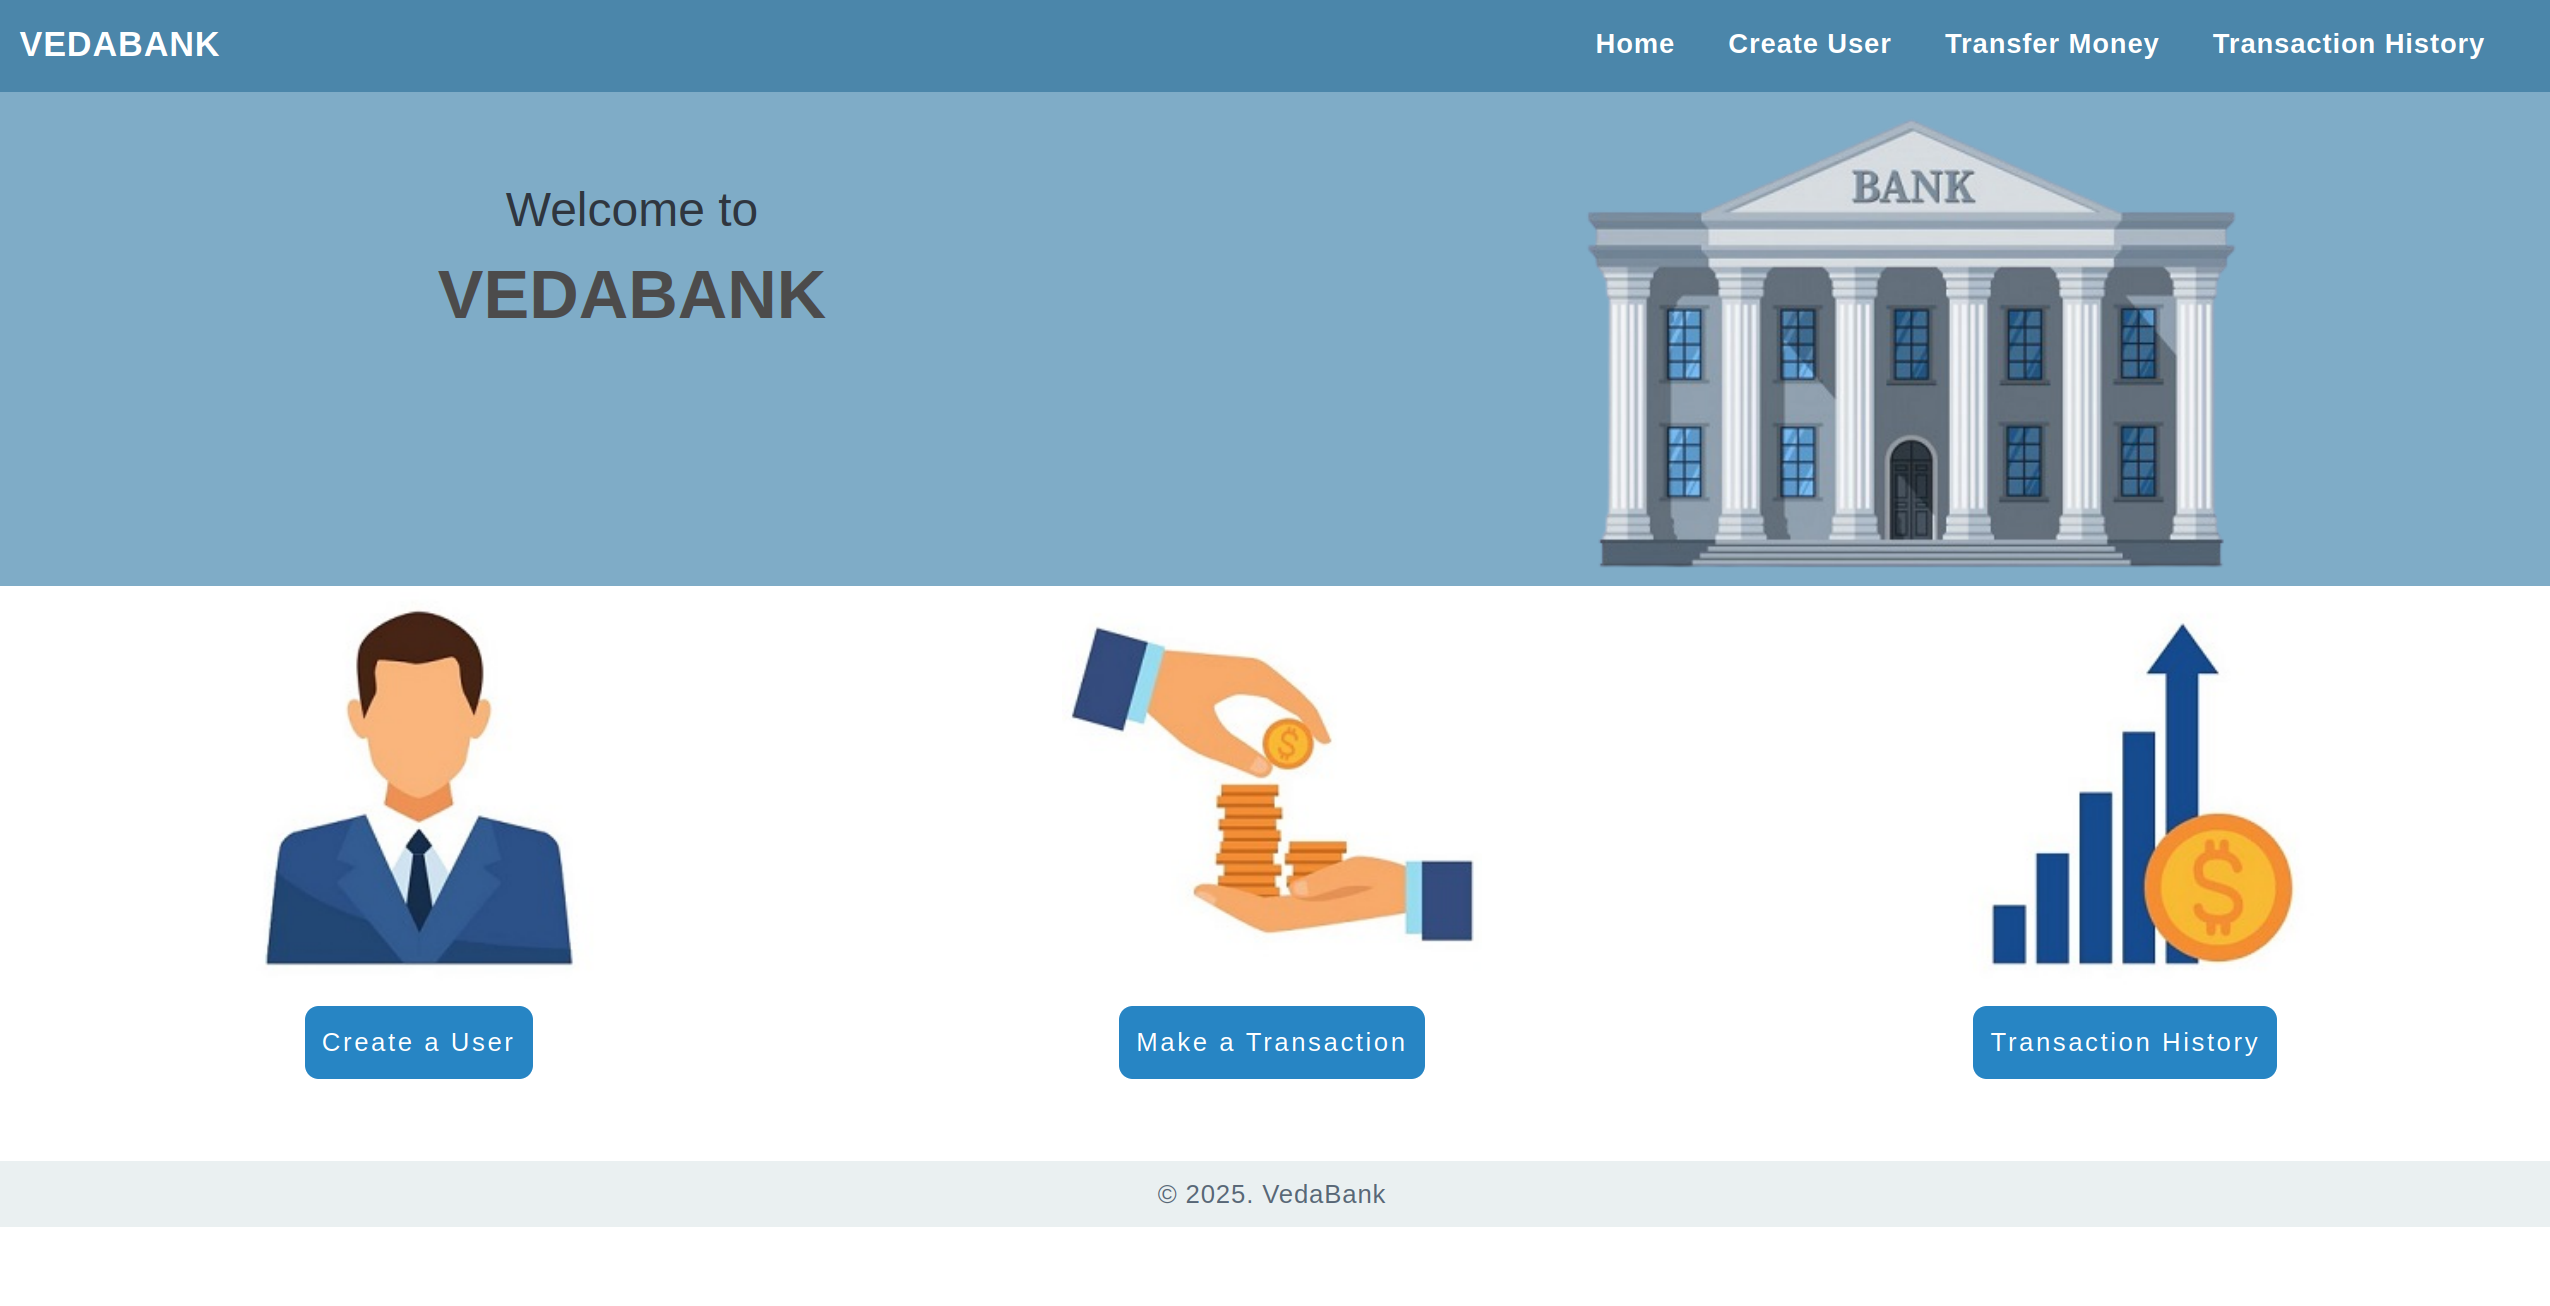 VEDABANK
Home Create User Transfer Money Transaction History
Welcome to
VEDABANK
BANK
$
$
Create a User
Make a Transaction
Transaction History
© 2025. VedaBank